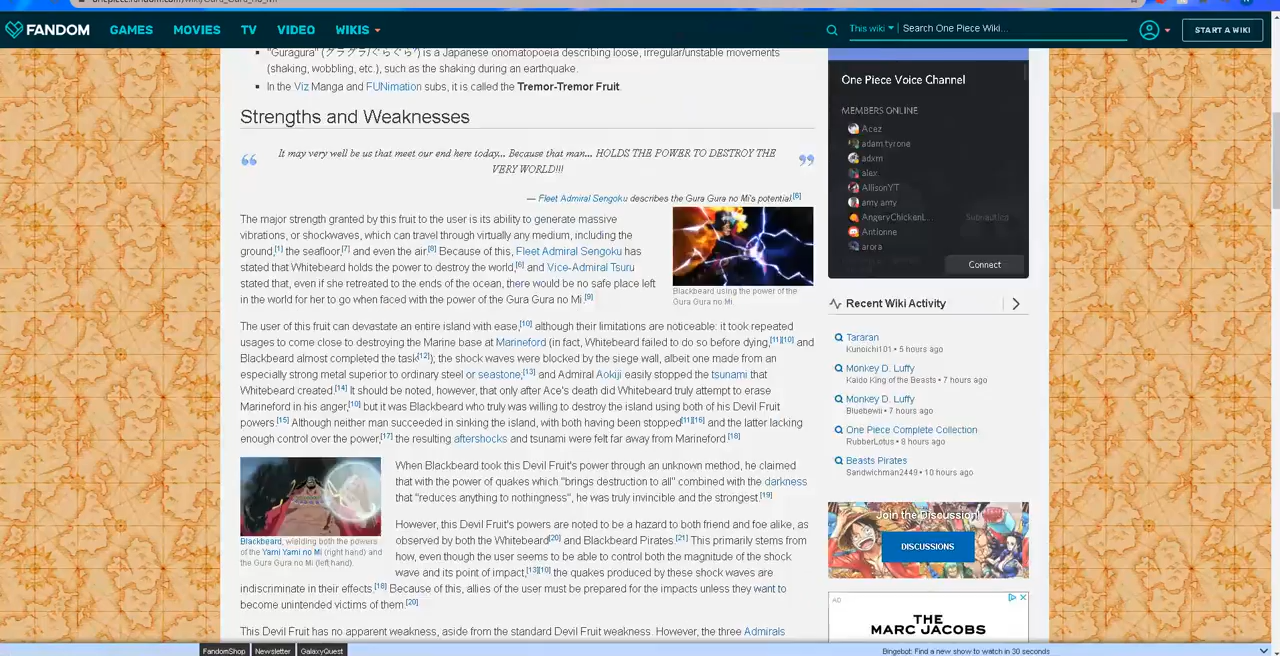 FANDOM
GAMES
MOVIES
TV
VIDEO
WIKIS
This wiki
Search One Piece Wiki...
START A WIKI
"Guragura" (グラグラ/ぐらぐら?) is a Japanese onomatopoeia describing loose, irregular/unstable movements
(shaking, wobbling, etc.), such as the shaking during an earthquake.
In the Viz Manga and FUNimation subs, it is called the Tremor-Tremor Fruit.
Strengths and Weaknesses
It may very well be us that meet our end here today... Because that man... HOLDS THE POWER TO DESTROY THE
VERY WORLD!!!
— Fleet Admiral Sengoku describes the Gura Gura no Mi's potential.[6]
The major strength granted by this fruit to the user is its ability to generate massive
vibrations, or shockwaves, which can travel through virtually any medium, including the
ground,[1] the seafloor,[7] and even the air.[8] Because of this, Fleet Admiral Sengoku has
stated that Whitebeard holds the power to destroy the world,[6] and Vice-Admiral Tsuru
stated that, even if she retreated to the ends of the ocean, there would be no safe place left
in the world for her to go when faced with the power of the Gura Gura no Mi.[9]
Blackbeard using the power of the
Gura Gura no Mi.
The user of this fruit can devastate an entire island with ease,[10] although their limitations are noticeable: it took repeated
usages to come close to destroying the Marine base at Marineford (in fact, Whitebeard failed to do so before dying,[11][10] and
Blackbeard almost completed the task[12]), the shock waves were blocked by the siege wall, albeit one made from an
especially strong metal superior to ordinary steel or seastone,[13] and Admiral Aokiji easily stopped the tsunami that
Whitebeard created.[14] It should be noted, however, that only after Ace's death did Whitebeard truly attempt to erase
Marineford in his anger,[10] but it was Blackbeard who truly was willing to destroy the island using both of his Devil Fruit
powers.[15] Although neither man succeeded in sinking the island, with both having been stopped[11][16] and the latter lacking
enough control over the power,[17] the resulting aftershocks and tsunami were felt far away from Marineford.[18]
Blackbeard, wielding both the powers
of the Yami Yami no Mi (right hand) and
the Gura Gura no Mi (left hand).
When Blackbeard took this Devil Fruit's power through an unknown method, he claimed
that with the power of quakes which "brings destruction to all" combined with the darkness
that "reduces anything to nothingness", he was truly invincible and the strongest.[19]
However, this Devil Fruit's powers are noted to be a hazard to both friend and foe alike, as
observed by both the Whitebeard[20] and Blackbeard Pirates.[21] This primarily stems from
how, even though the user seems to be able to control both the magnitude of the shock
wave and its point of impact,[13][10] the quakes produced by these shock waves are
indiscriminate in their effects.[18] Because of this, allies of the user must be prepared for the impacts unless they want to
become unintended victims of them.[20]
This Devil Fruit has no apparent weakness, aside from the standard Devil Fruit weakness. However, the three Admirals
One Piece Voice Channel
MEMBERS ONLINE
Acez
adam.tyrone
adxm
alex.
AllisonYT
amy amy
AngeryChickenL...
Subnautica
Antionne
arora
Connect
Recent Wiki Activity
Tararan
Kunoichi101 • 5 hours ago
Monkey D. Luffy
Kaido King of the Beasts • 7 hours ago
Monkey D. Luffy
Bluebewii • 7 hours ago
One Piece Complete Collection
RubberLotus • 8 hours ago
Beasts Pirates
Sandwichman2449 • 10 hours ago
Join the Discussion!
DISCUSSIONS
AD
THE
MARC JACOBS
FandomShop
Newsletter
GalaxyQuest
Bingebot: Find a new show to watch in 30 seconds